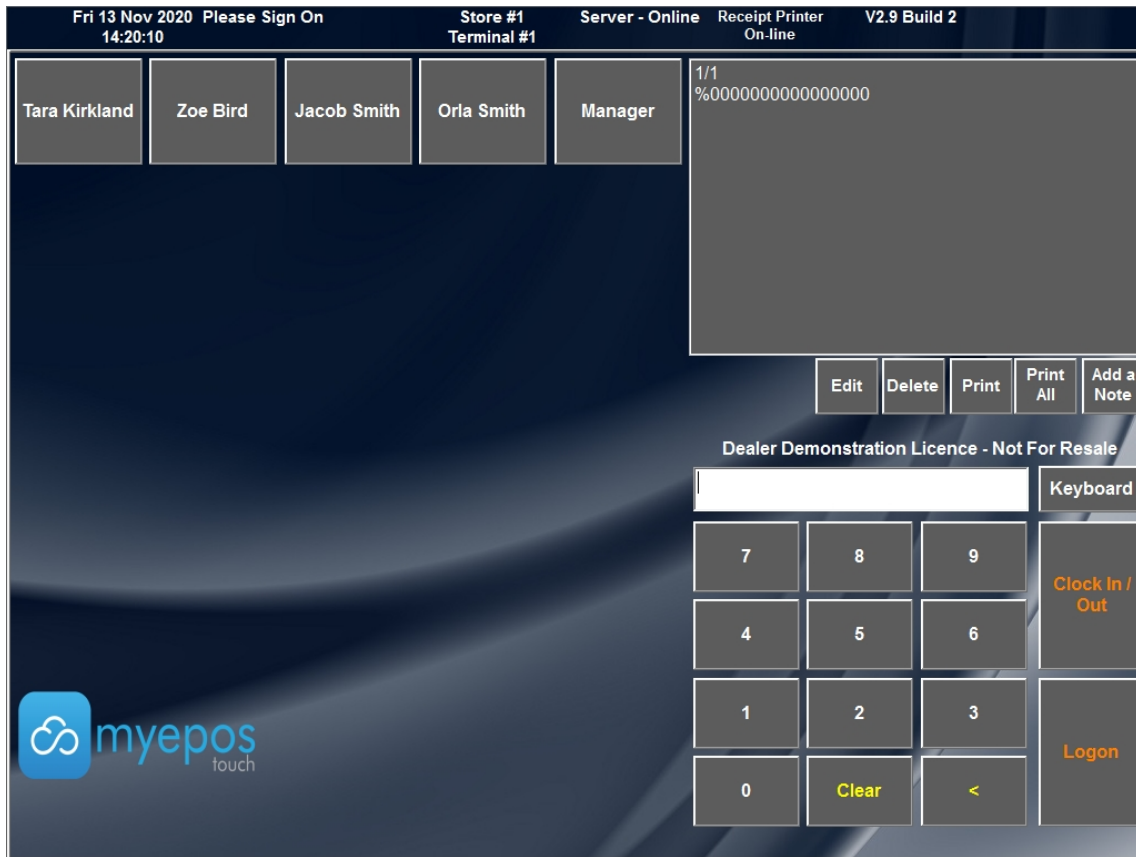 Fri 13 Nov 2020 Please Sign On
14:20:10
Store #1
Terminal #1
Server - Online
Receipt Printer
On-line
V2.9 Build 2
Tara Kirkland
Zoe Bird
Jacob Smith
Orla Smith
Manager
1/1
%0000000000000000
Edit
Delete
Print
Print
All
Add a
Note
Dealer Demonstration Licence - Not For Resale
Keyboard
7
8
9
Clock In /
Out
4
5
6
1
2
3
Logon
0
Clear
<
myepos
touch